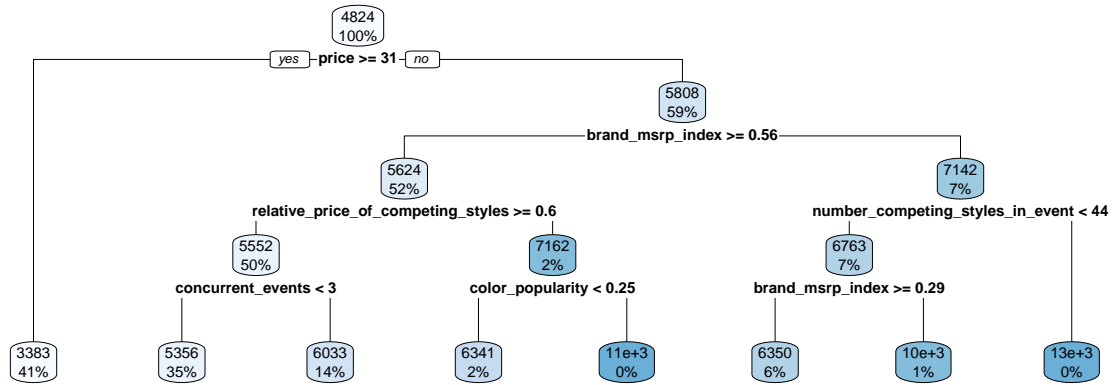 4824
100%
yes price >= 31 no
5808
59%
brand_msrp_index >= 0.56
5624
52%
7142
7%
relative_price_of_competing_styles >= 0.6
number_competing_styles_in_event < 44
5552
50%
7162
2%
6763
7%
concurrent_events < 3
color_popularity < 0.25
brand_msrp_index >= 0.29
3383
41%
5356
35%
6033
14%
6341
2%
11e+3
0%
6350
6%
10e+3
1%
13e+3
0%